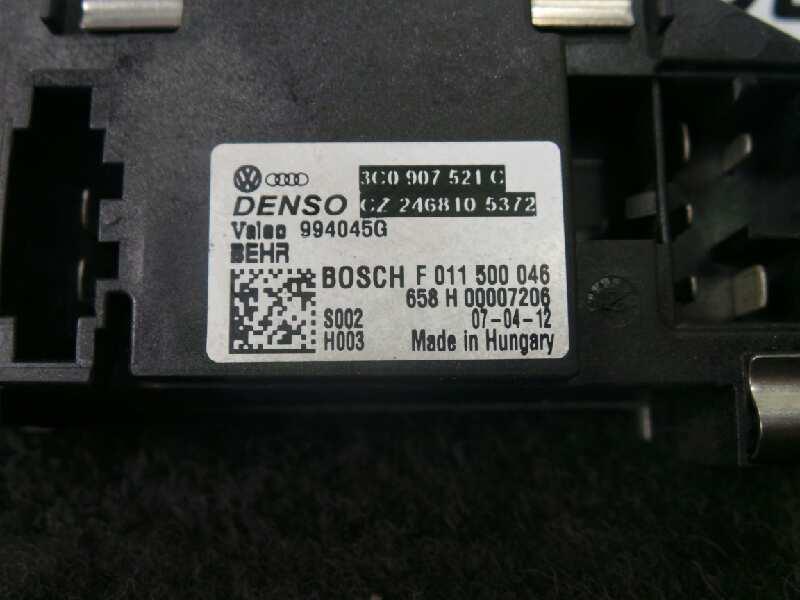 3C0 907 521 C
DENSO CZ 246810 5372
Valeo 994045G
BEHR
BOSCH F 011 500 046
658 H 00007206
S002 07-04-12
H003 Made in Hungary